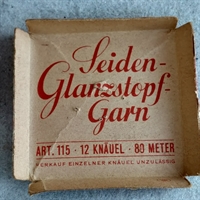 Seiden-
Glanzstopf-
Garn
ART. 115 · 12 KNÄUEL · 80 METER
VERKAUF EINZELNER KNÄUEL UNZULÄSSIG